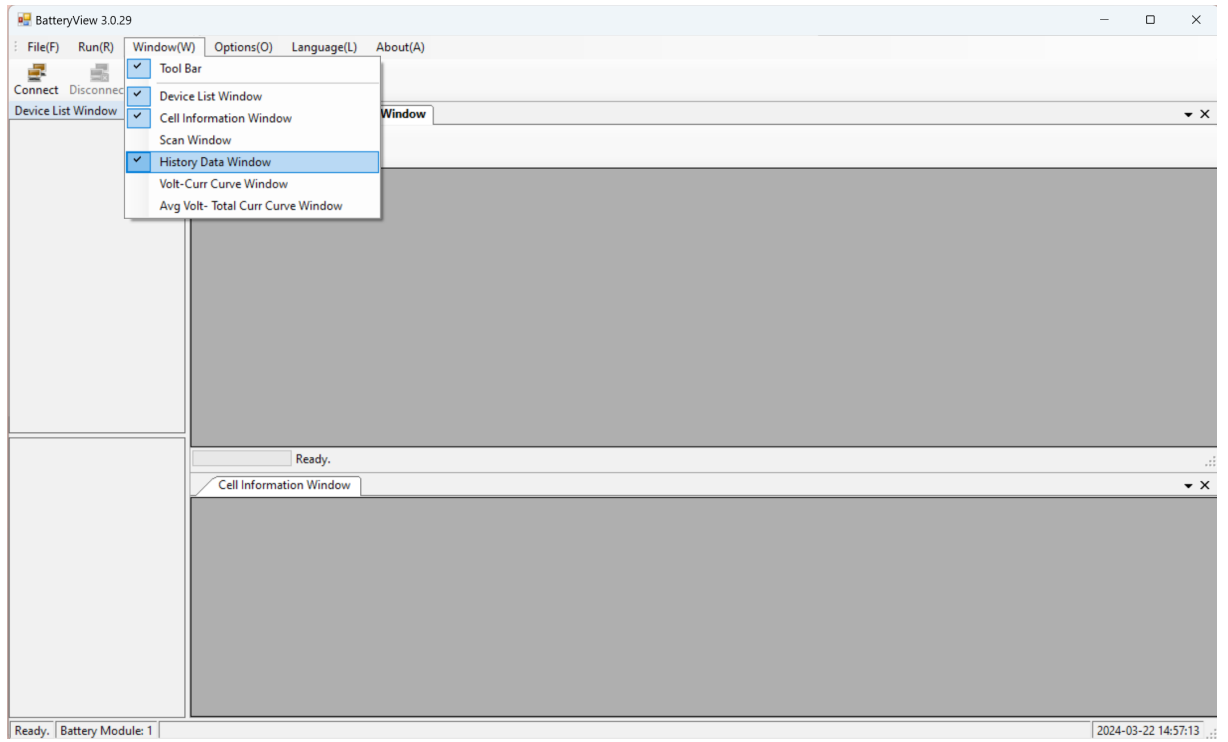 BatteryView 3.0.29
File(F) Run(R) Window(W) Options(O) Language(L) About(A)
Connect Disconnec
Tool Bar
Device List Window
Cell Information Window
Scan Window
History Data Window
Volt-Curr Curve Window
Avg Volt- Total Curr Curve Window
Device List Window
Window
Ready.
Cell Information Window
Ready. Battery Module: 1 2024-03-22 14:57:13